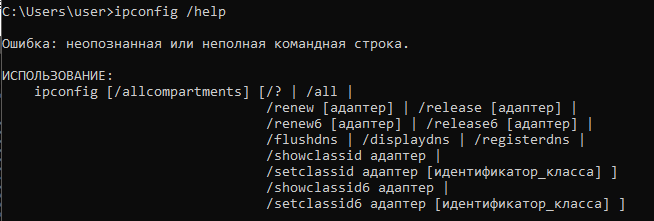 C:\Users\user>ipconfig /help
Ошибка: неопознанная или неполная командная строка.
ИСПОЛЬЗОВАНИЕ:
ipconfig [/allcompartments] [/? | /all |
/renew [адаптер] | /release [адаптер] |
/renew6 [адаптер] | /release6 [адаптер] |
/flushdns | /displaydns | /registerdns |
/showclassid адаптер |
/setclassid адаптер [идентификатор_класса] ]
/showclassid6 адаптер |
/setclassid6 адаптер [идентификатор_класса] ]